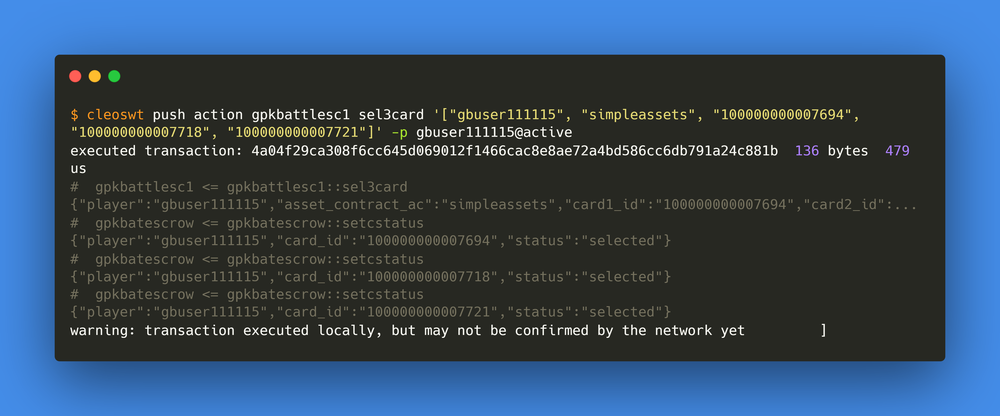 $ cleoswt push action gpkbattlesc1 sel3card '["gbuser111115", "simpleassets", "100000000007694",
"100000000007718", "100000000007721"]' -p gbuser111115@active
executed transaction: 4a04f29ca308f6cc645d069012f1466cac8e8ae72a4bd586cc6db791a24c881b  136 bytes  479
us
#  gpkbattlesc1 <= gpkbattlesc1::sel3card
{"player":"gbuser111115","asset_contract_ac":"simpleassets","card1_id":"100000000007694","card2_id":...
#  gpkbatescrow <= gpkbatescrow::setcstatus
{"player":"gbuser111115","card_id":"100000000007694","status":"selected"}
#  gpkbatescrow <= gpkbatescrow::setcstatus
{"player":"gbuser111115","card_id":"100000000007718","status":"selected"}
#  gpkbatescrow <= gpkbatescrow::setcstatus
{"player":"gbuser111115","card_id":"100000000007721","status":"selected"}
warning: transaction executed locally, but may not be confirmed by the network yet         ]